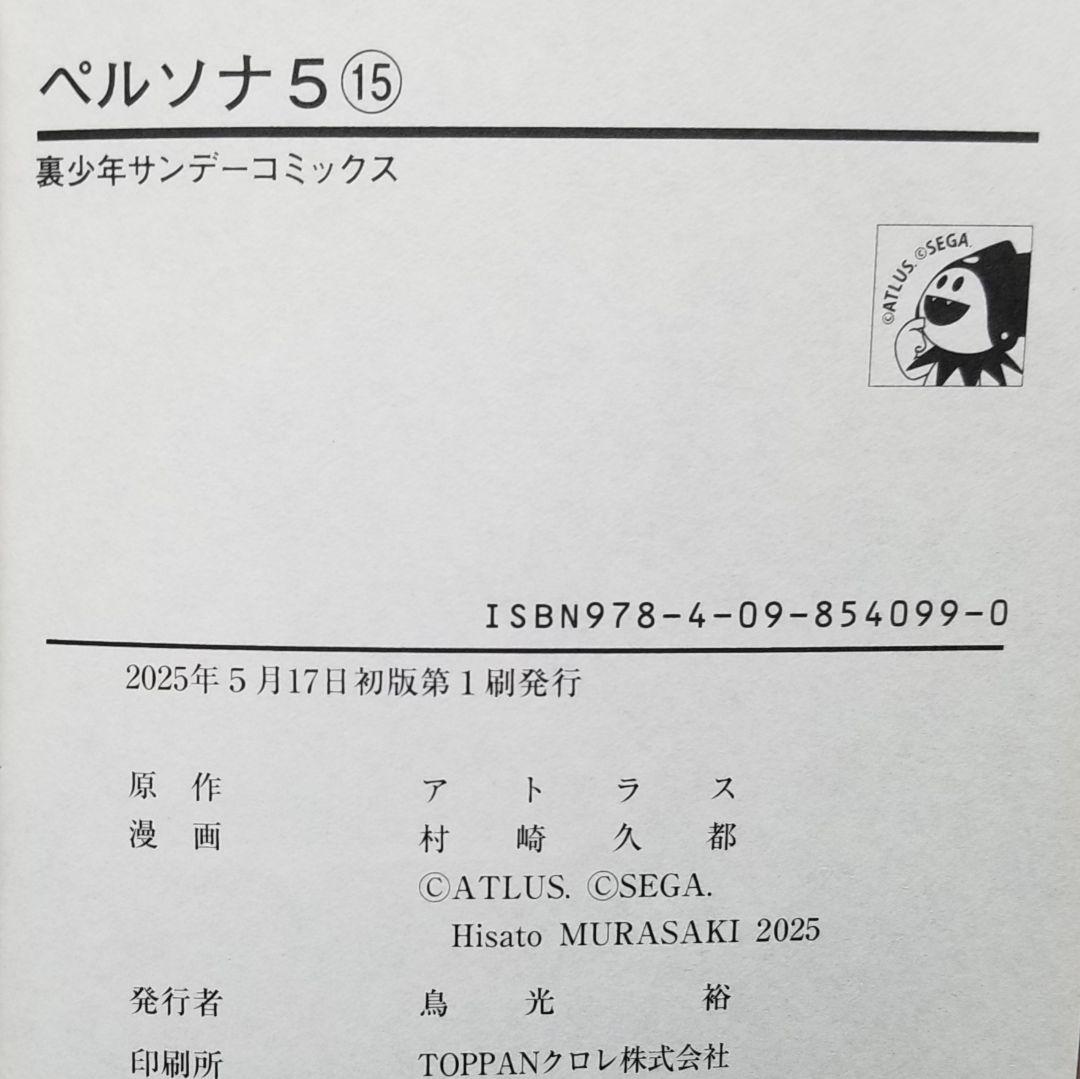 ペルソナ5⑮
裏少年サンデーコミックス
©ATLUS. ©SEGA.
ISBN978-4-09-854099-0
2025年5月17日初版第1刷発行
原作 アトラス
漫画 村崎久都
©ATLUS. ©SEGA.
Hisato MURASAKI 2025
発行者 鳥光 裕
印刷所 TOPPANクロレ株式会社